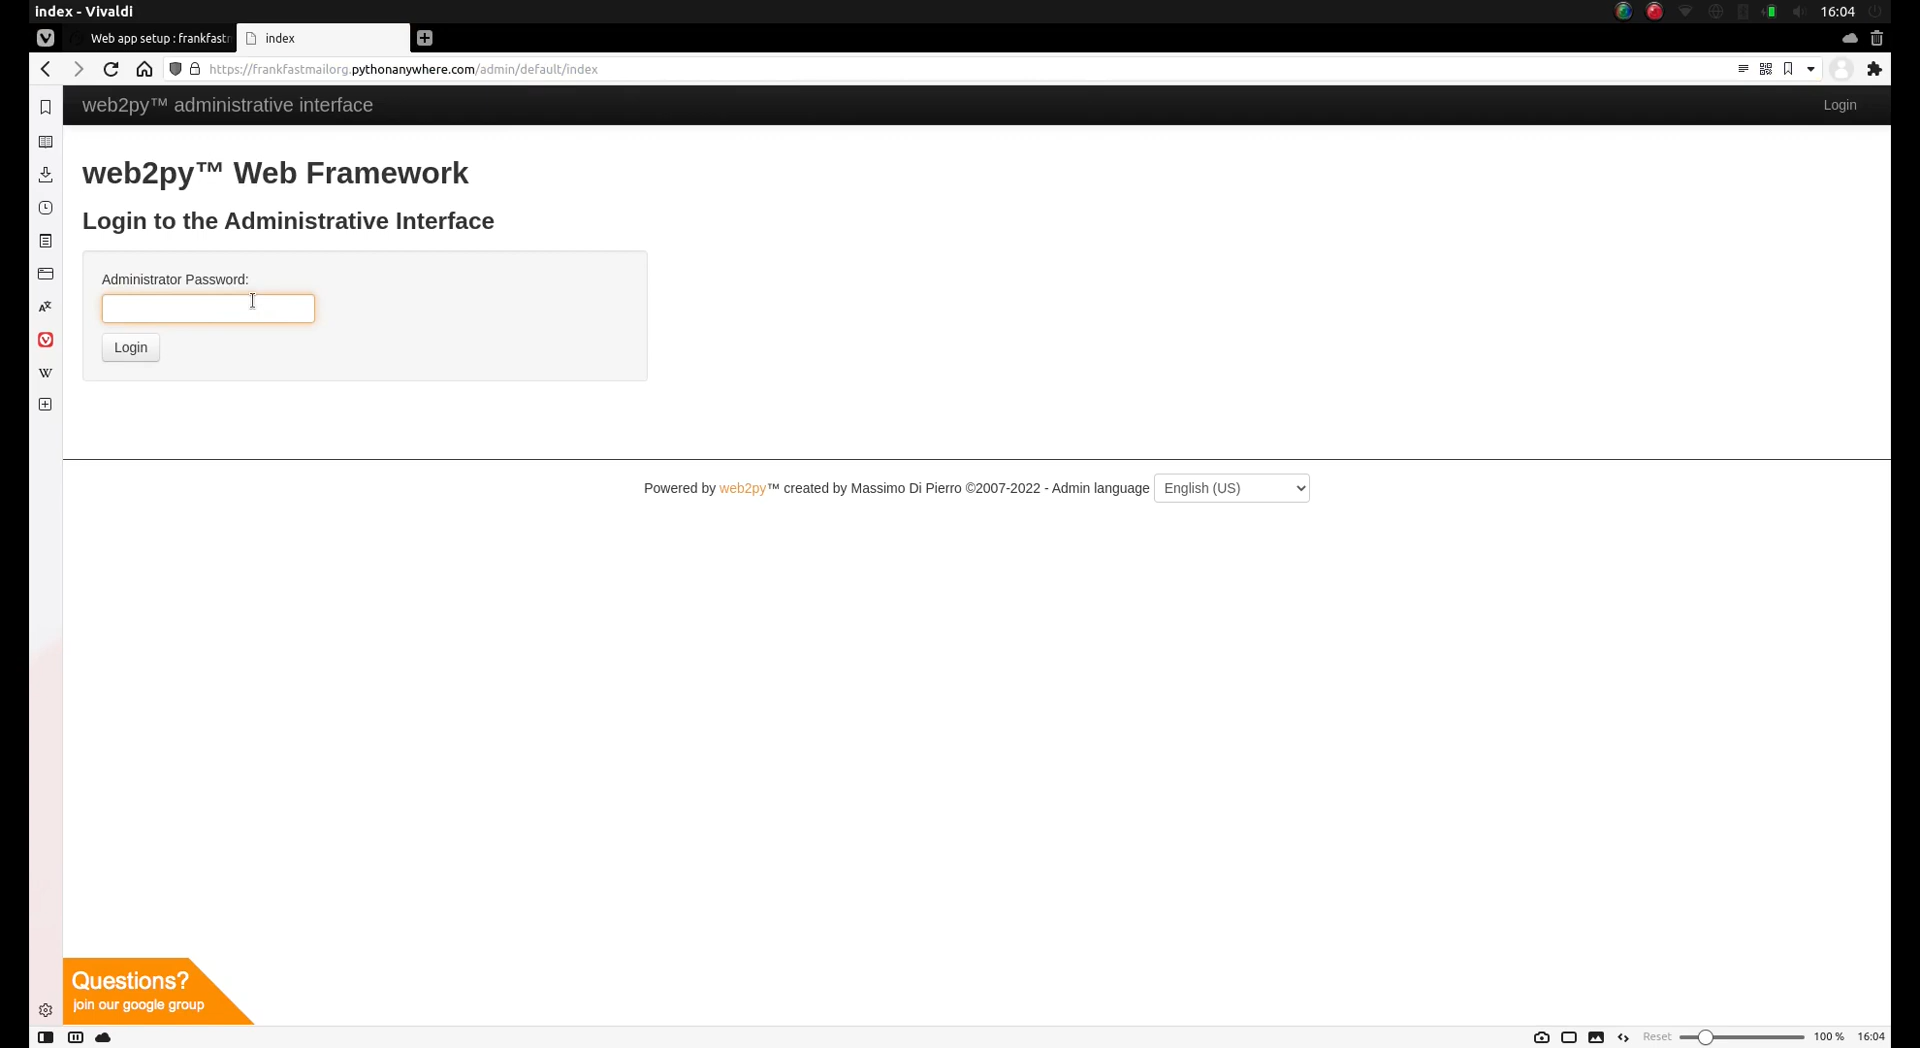 index - Vivaldi
16:04
Web app setup : frankfastr
index
https://frankfastmailorg.pythonanywhere.com/admin/default/index
web2py™ administrative interface
Login
web2py™ Web Framework
Login to the Administrative Interface
Administrator Password:
Login
Powered by web2py™ created by Massimo Di Pierro ©2007-2022 - Admin language English (US)
Questions?
join our google group
Reset
100 %
16:04